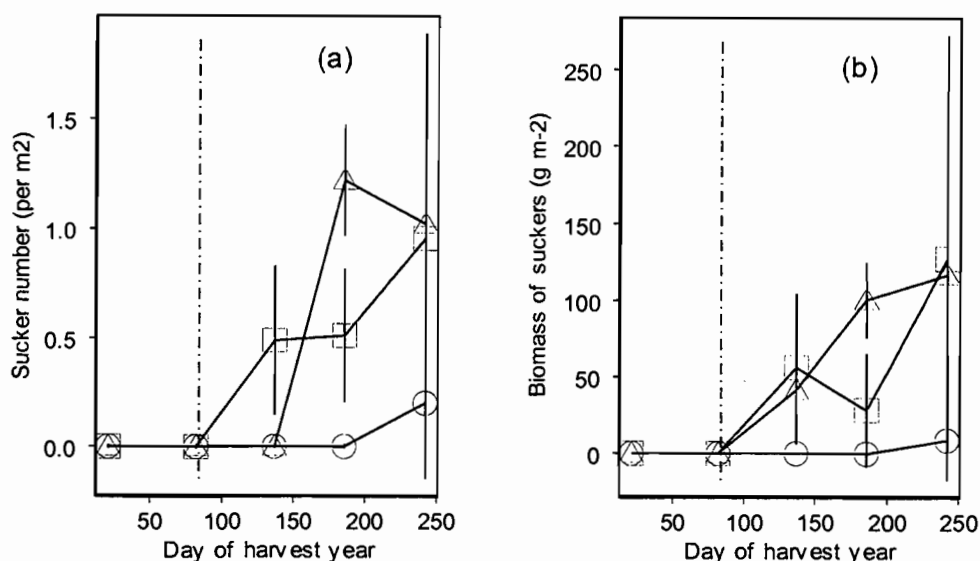 (a)
Sucker number (per m2)
1.5
1.0
0.5
0.0
50 100 150 200 250
Day of harvest year
(b)
Biomass of suckers (g m-2)
250
200
150
100
50
0
50 100 150 200 250
Day of harvest year